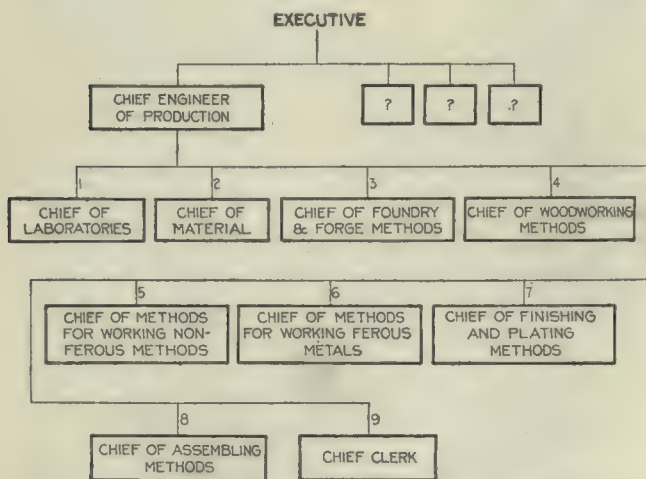 EXECUTIVE
CHIEF ENGINEER
OF PRODUCTION
?
?
.?
1
CHIEF OF
LABORATORIES
2
CHIEF OF
MATERIAL
3
CHIEF OF FOUNDRY
& FORGE METHODS
4
CHIEF OF WOODWORKING
METHODS
5
CHIEF OF METHODS
FOR WORKING NON-
FEROUS METHODS
6
CHIEF OF METHODS
FOR WORKING FEROUS
METALS
7
CHIEF OF FINISHING
AND PLATING
METHODS
8
CHIEF OF ASSEMBLING
METHODS
9
CHIEF CLERK